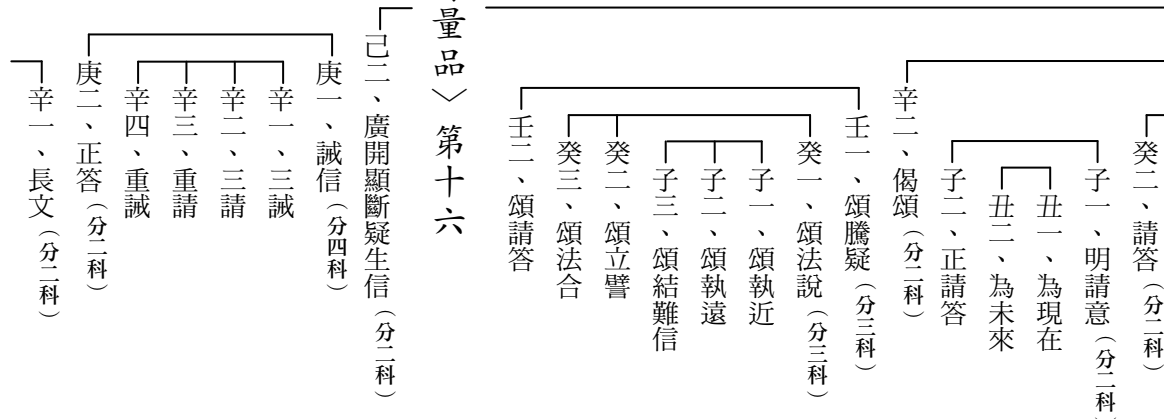 癸二、請答（分二科）
子一、明請意（分二科）
丑一、為現在
丑二、為未來
子二、正請答
辛二、偈頌（分二科）
壬一、頌騰疑（分三科）
癸一、頌法說（分三科）
子一、頌執近
子二、頌執遠
子三、頌結難信
癸二、頌立譬
癸三、頌法合
壬二、頌請答
量品〉第十六
己二、廣開顯斷疑生信（分二科）
庚一、誡信（分四科）
辛一、三誡
辛二、三請
辛三、重請
辛四、重誡
庚二、正答（分二科）
辛一、長文（分二科）